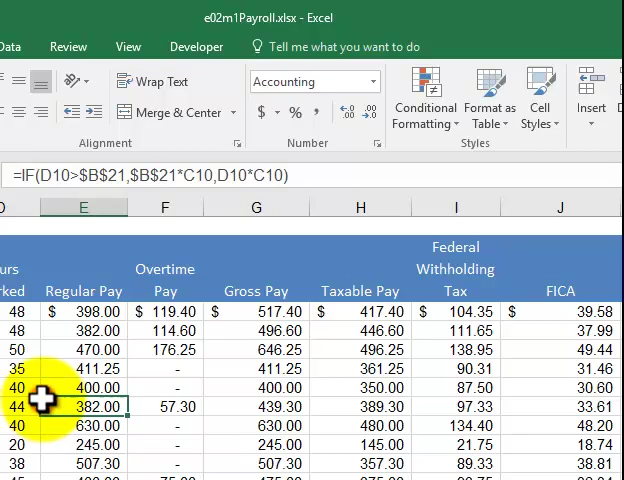 e02m1Payroll.xlsx - Excel
Data Review View Developer Tell me what you want to do
Wrap Text Accounting
Merge & Center $ % , Conditional Formatting Format as Table Cell Styles Insert
Alignment Number Styles
=IF(D10>$B$21,$B$21*C10,D10*C10)
D E F G H I J
Federal
urs Overtime Withholding
rked Regular Pay Pay Gross Pay Taxable Pay Tax FICA
48 $ 398.00 $ 119.40 $ 517.40 $ 417.40 $ 104.35 $ 39.58
48 382.00 114.60 496.60 446.60 111.65 37.99
50 470.00 176.25 646.25 496.25 138.95 49.44
35 411.25 - 411.25 361.25 90.31 31.46
40 400.00 - 400.00 350.00 87.50 30.60
44 382.00 57.30 439.30 389.30 97.33 33.61
40 630.00 - 630.00 480.00 134.40 48.20
20 245.00 - 245.00 145.00 21.75 18.74
38 507.30 - 507.30 357.30 89.33 38.81